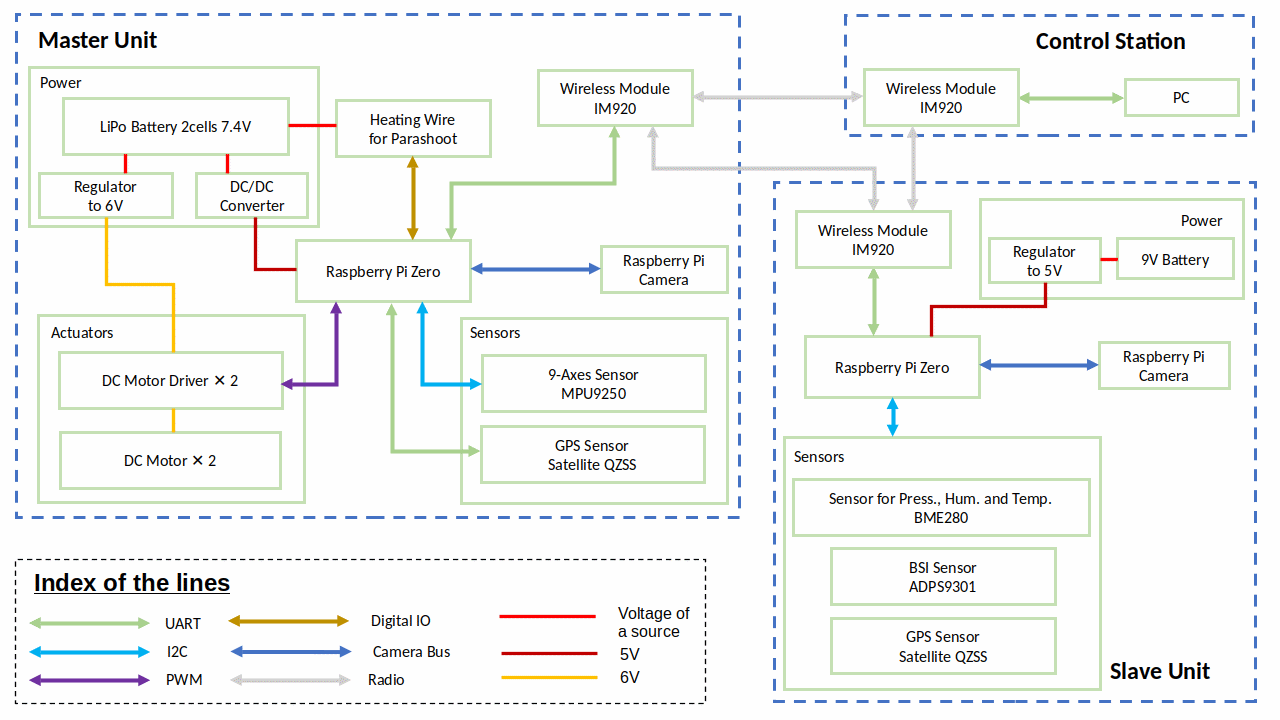 Master Unit
Power
LiPo Battery 2cells 7.4V
Regulator
to 6V
DC/DC
Converter
Heating Wire
for Parashoot
Wireless Module
IM920
Raspberry Pi Zero
Raspberry Pi
Camera
Actuators
DC Motor Driver ✕ 2
DC Motor ✕ 2
Sensors
9-Axes Sensor
MPU9250
GPS Sensor
Satellite QZSS
Control Station
Wireless Module
IM920
PC
Wireless Module
IM920
Power
Regulator
to 5V
9V Battery
Raspberry Pi Zero
Raspberry Pi
Camera
Sensors
Sensor for Press., Hum. and Temp.
BME280
BSI Sensor
ADPS9301
GPS Sensor
Satellite QZSS
Slave Unit
Index of the lines
UART
I2C
PWM
Digital IO
Camera Bus
Radio
Voltage of
a source
5V
6V